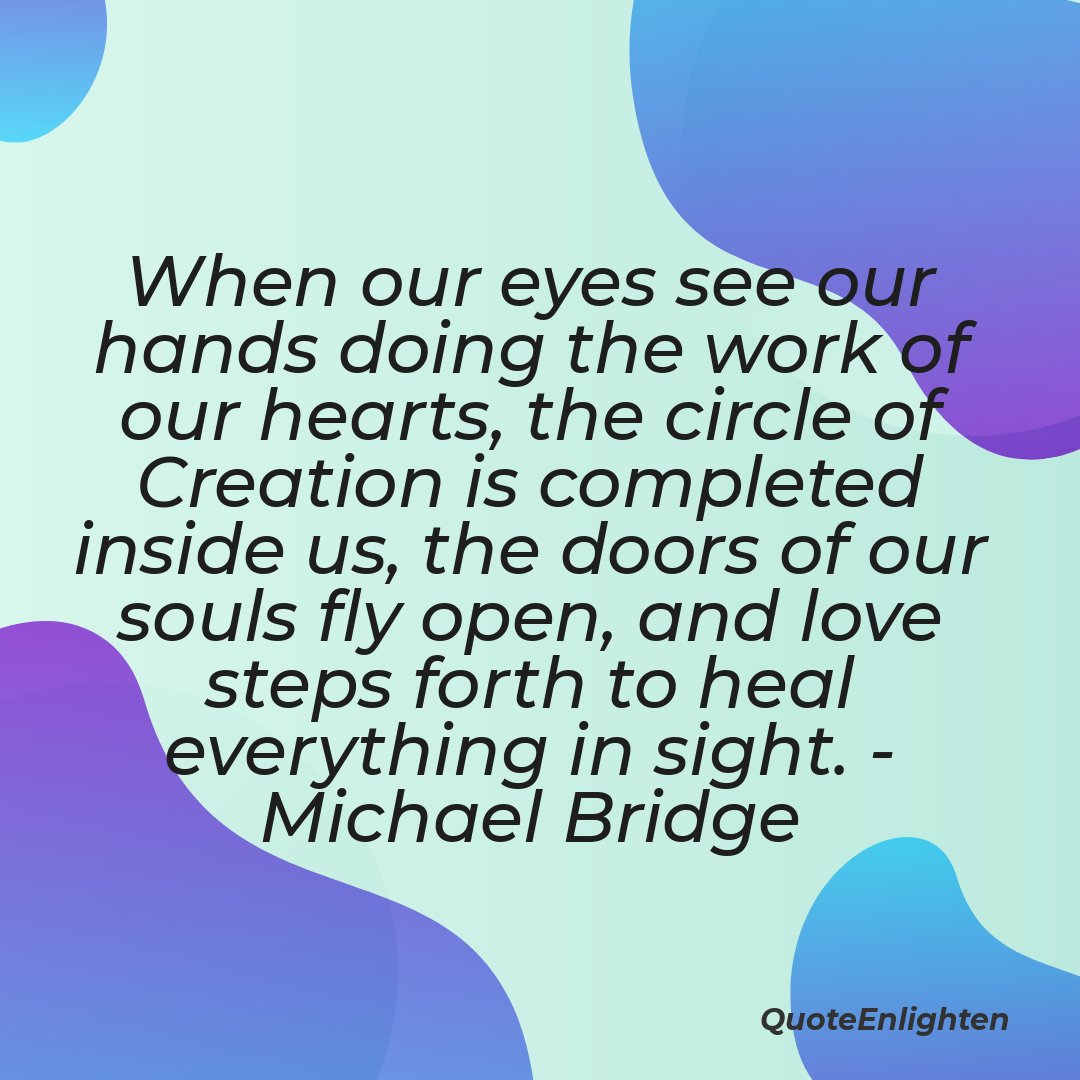 When our eyes see our
hands doing the work of
our hearts, the circle of
Creation is completed
inside us, the doors of our
souls fly open, and love
steps forth to heal
everything in sight. -
Michael Bridge
QuoteEnlighten